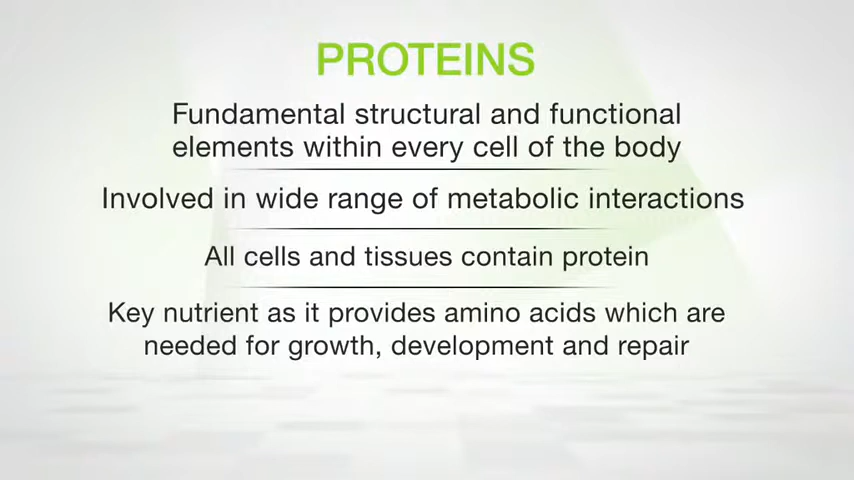 PROTEINS
Fundamental structural and functional
elements within every cell of the body
Involved in wide range of metabolic interactions
All cells and tissues contain protein
Key nutrient as it provides amino acids which are
needed for growth, development and repair